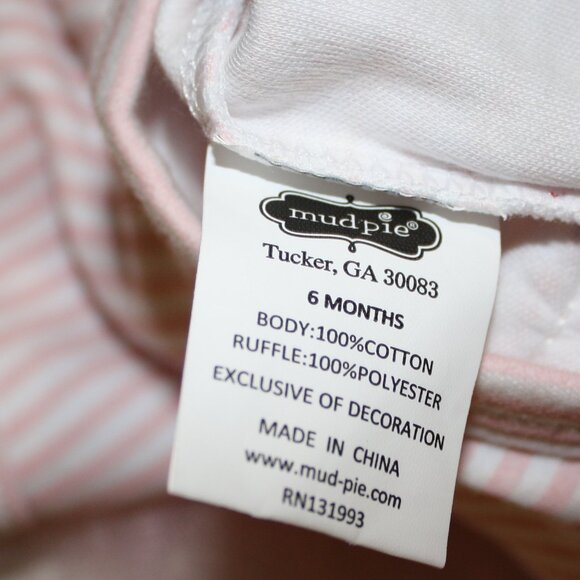 mud pie®
Tucker, GA 30083
6 MONTHS
BODY:100%COTTON
RUFFLE:100%POLYESTER
EXCLUSIVE OF DECORATION
MADE IN CHINA
www.mud-pie.com
RN131993